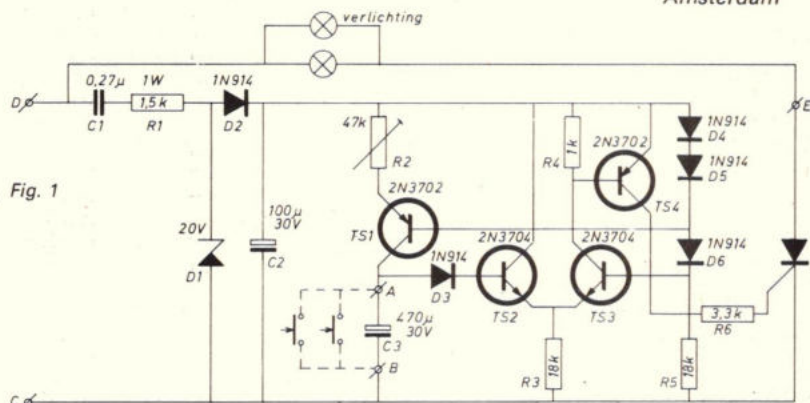 Amsterdam
verlichting
D
0,27µ
C1
1W
1,5k
R1
1N914
D2
47k
R2
2N3702
1k
R4
2N3702
TS4
1N914
D4
1N914
D5
E
Fig. 1
20V
D1
100µ
30V
C2
TS1
1N914
D3
2N3704
TS2
2N3704
TS3
1N914
D6
A
470µ
30V
C3
B
3,3k
R6
R3
18k
R5
18k
C